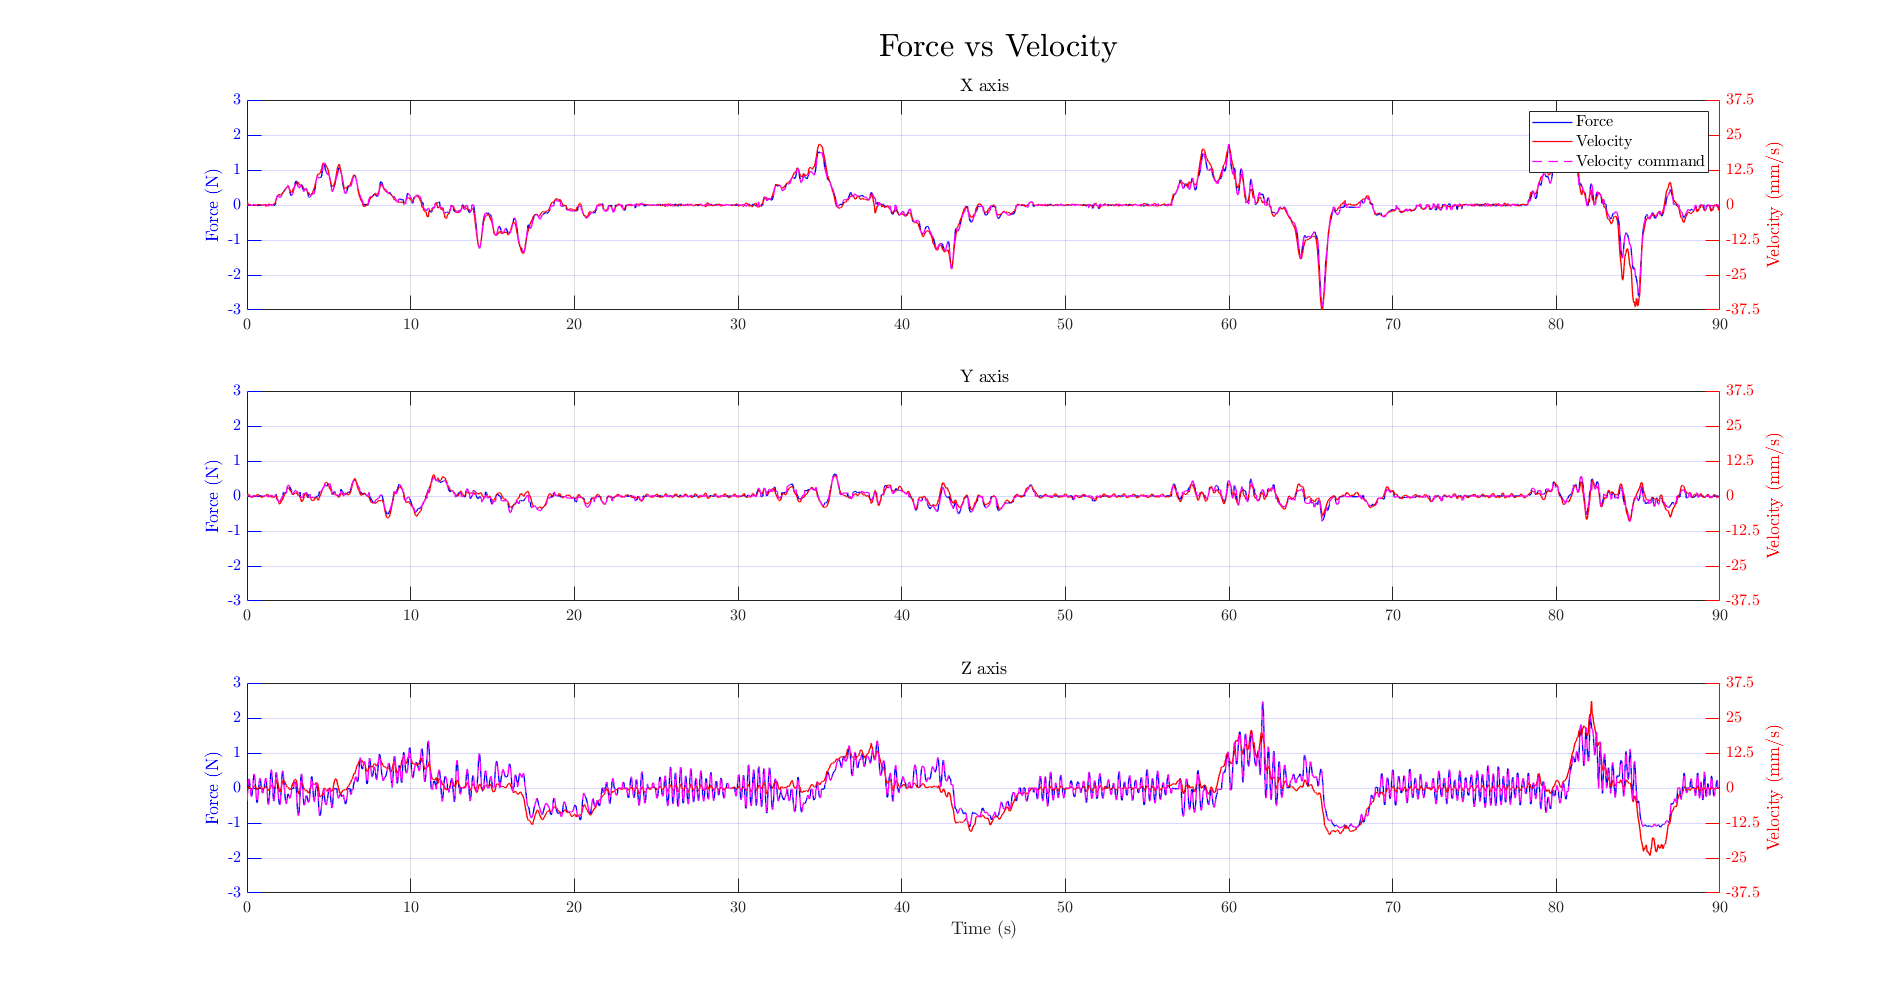 Force vs Velocity
X axis
3 37.5
Force
2 25
Velocity
1 12.5
Velocity command
0 0
-1 -12.5
-2 -25
-3 -37.5
Force (N)
Velocity (mm/s)
0 10 20 30 40 50 60 70 80 90
Y axis
3 37.5
2 25
1 12.5
0 0
-1 -12.5
-2 -25
-3 -37.5
Force (N)
Velocity (mm/s)
0 10 20 30 40 50 60 70 80 90
Z axis
3 37.5
2 25
1 12.5
0 0
-1 -12.5
-2 -25
-3 -37.5
Force (N)
Velocity (mm/s)
0 10 20 30 40 50 60 70 80 90
Time (s)